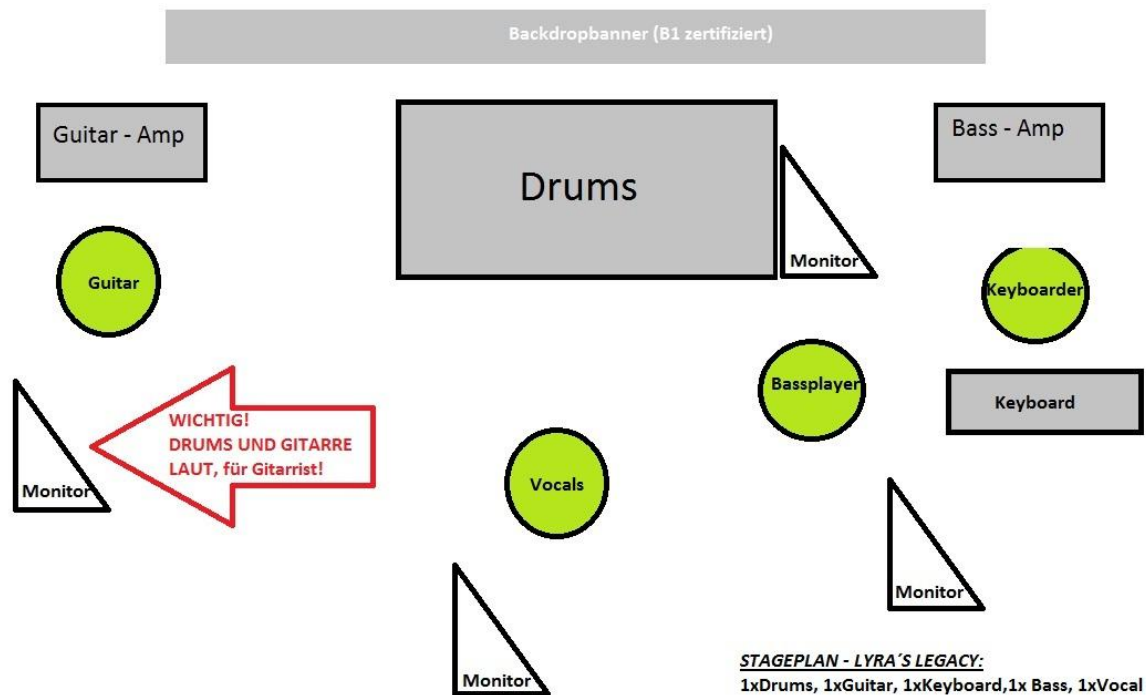 Backdropbanner (B1 zertifiziert)
Guitar - Amp
Drums
Bass - Amp
Monitor
Guitar
Keyboarder
Bassplayer
Keyboard
WICHTIG!
DRUMS UND GITARRE
LAUT, für Gitarrist!
Monitor
Vocals
Monitor
Monitor
STAGEPLAN - LYRA´S LEGACY:
1xDrums, 1xGuitar, 1xKeyboard,1x Bass, 1xVocal